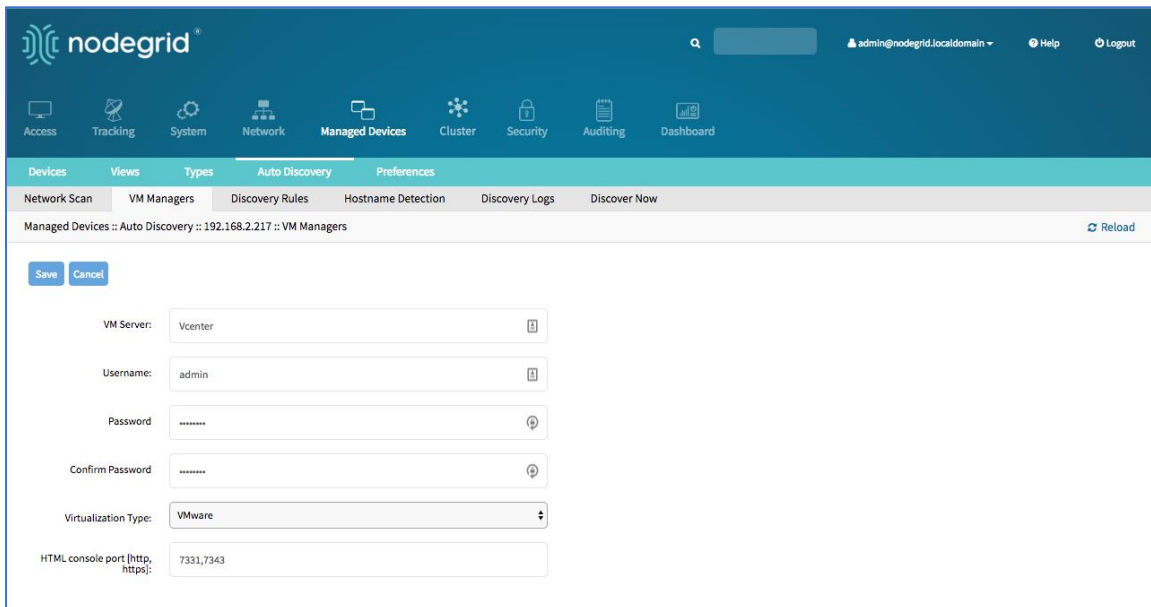 nodegrid®
admin@nodegrid.localdomain Help Logout
Access Tracking System Network Managed Devices Cluster Security Auditing Dashboard
Devices Views Types Auto Discovery Preferences
Network Scan VM Managers Discovery Rules Hostname Detection Discovery Logs Discover Now
Managed Devices :: Auto Discovery :: 192.168.2.217 :: VM Managers Reload
Save Cancel
VM Server: Vcenter
Username: admin
Password ••••••••
Confirm Password ••••••••
Virtualization Type: VMware
HTML console port [http, 7331,7343
https]: